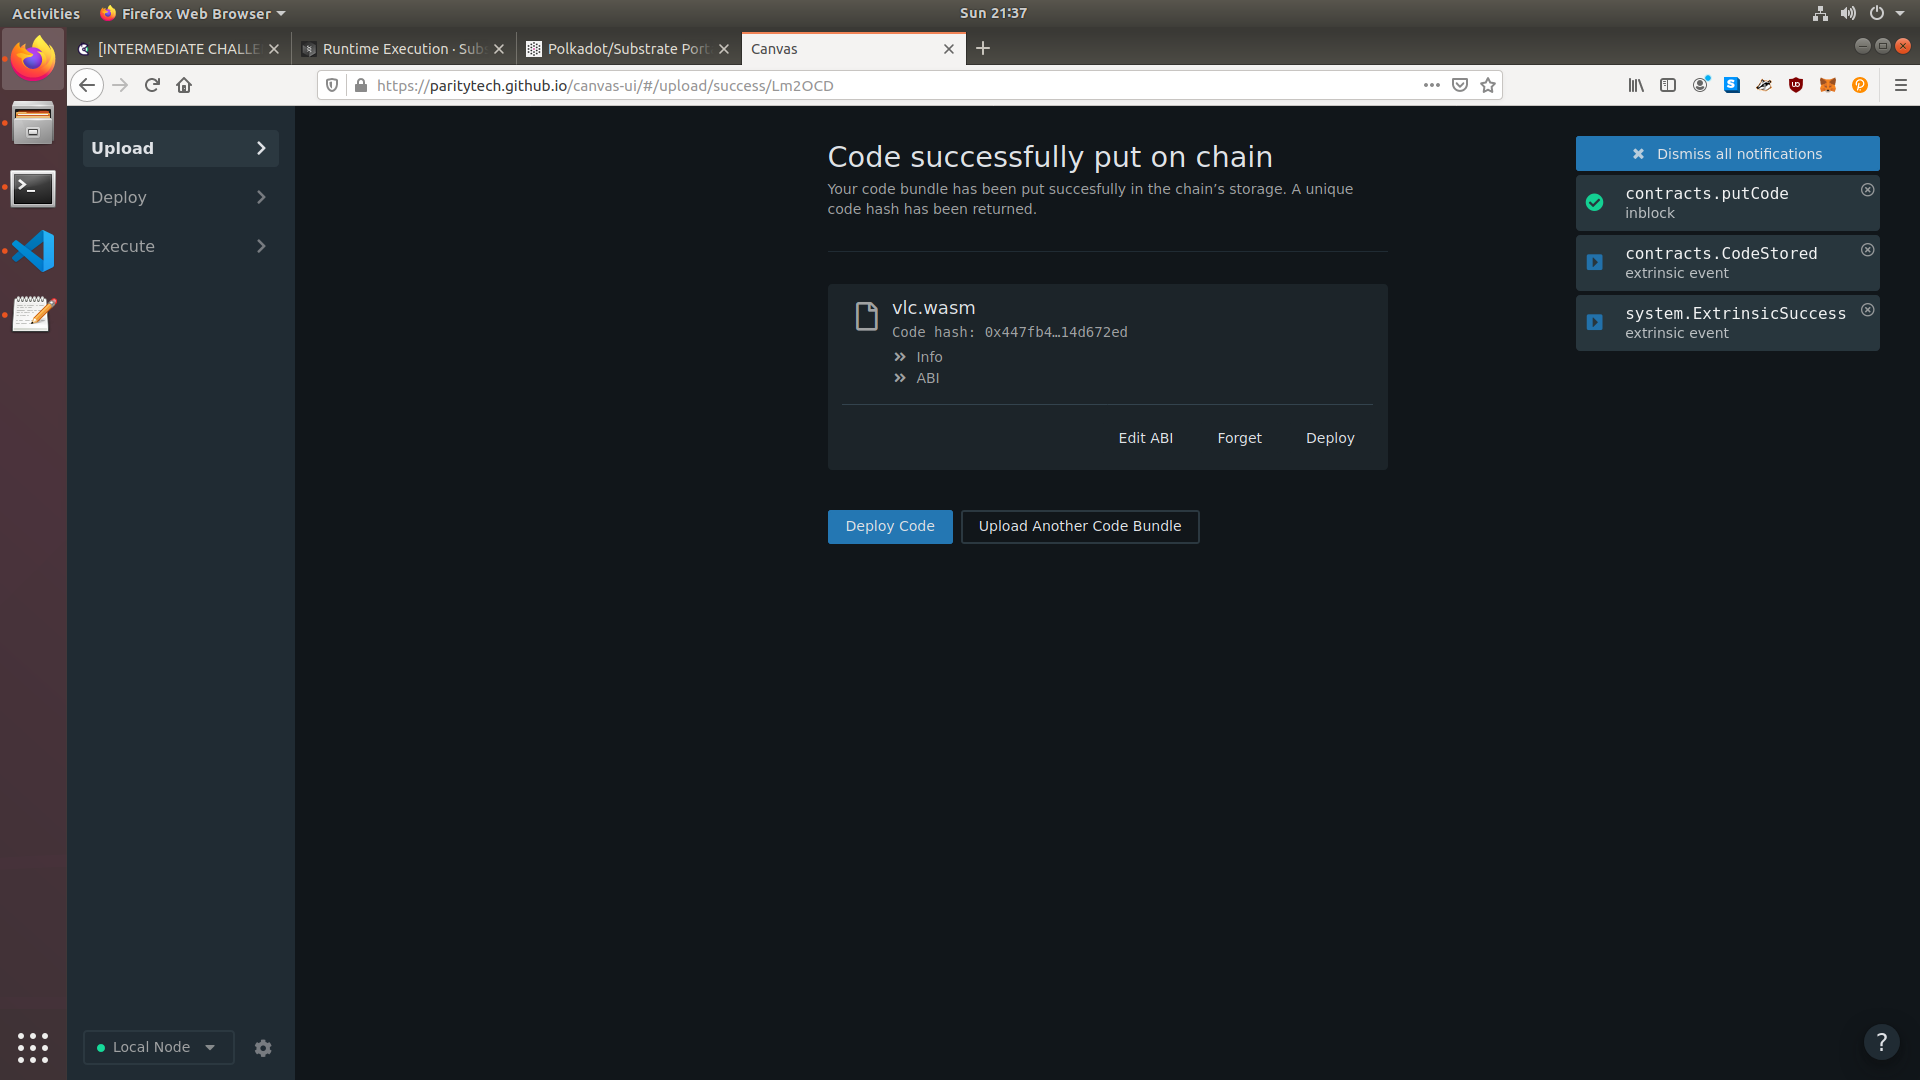 Activities
Firefox Web Browser
Sun 21:37
[INTERMEDIATE CHALLE
Runtime Execution · Subs
Polkadot/Substrate Port
Canvas
https://paritytech.github.io/canvas-ui/#/upload/success/Lm2OCD
Upload
Deploy
Execute
Code successfully put on chain
Your code bundle has been put succesfully in the chain’s storage. A unique
code hash has been returned.
vlc.wasm
Code hash: 0x447fb4…14d672ed
Info
ABI
Edit ABI
Forget
Deploy
Deploy Code
Upload Another Code Bundle
Dismiss all notifications
contracts.putCode
inblock
contracts.CodeStored
extrinsic event
system.ExtrinsicSuccess
extrinsic event
Local Node
?